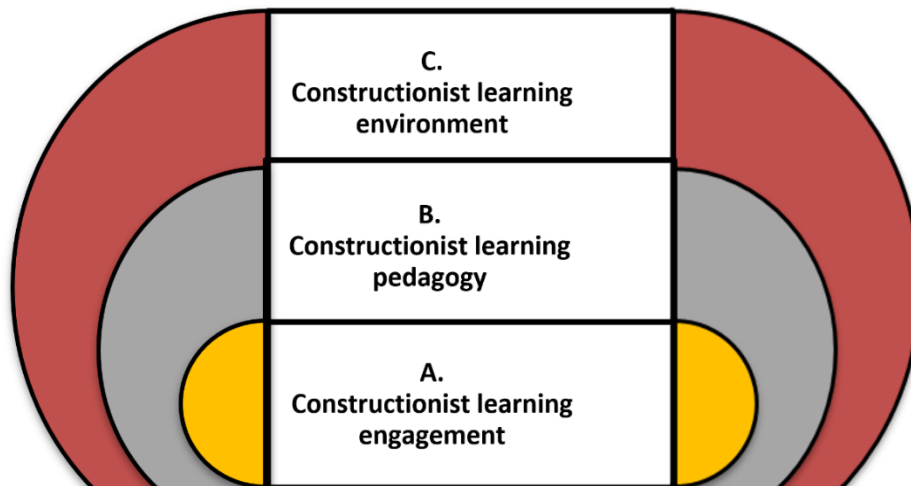 C.
Constructionist learning
environment
B.
Constructionist learning
pedagogy
A.
Constructionist learning
engagement